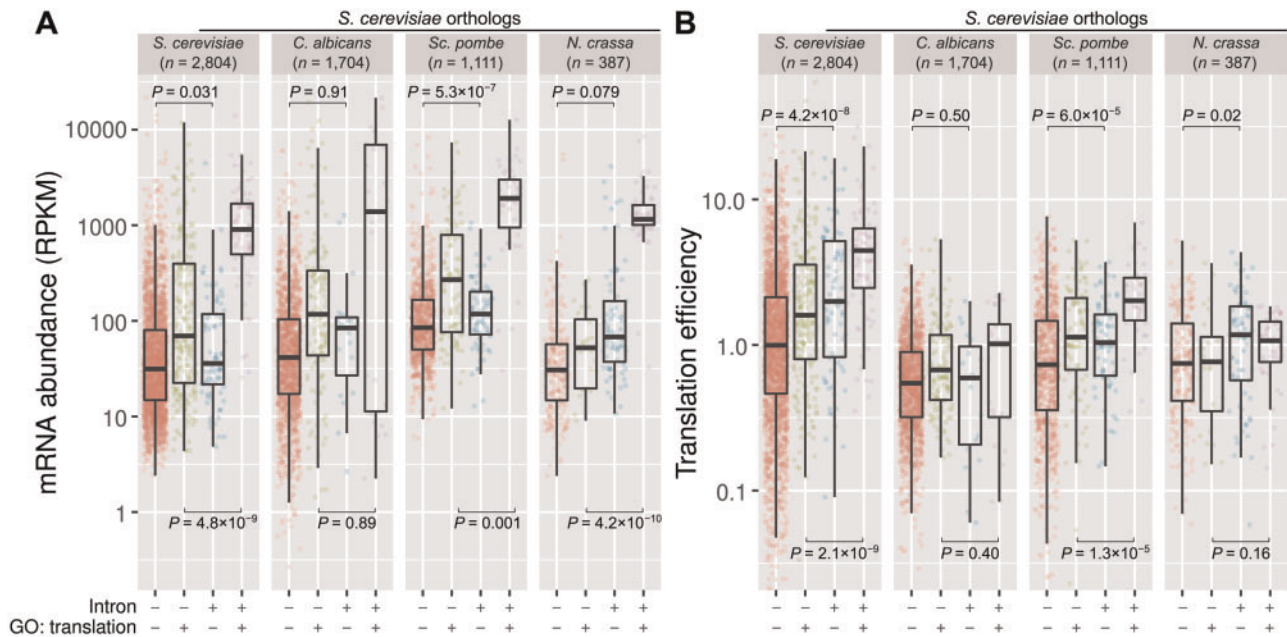 A
S. cerevisiae orthologs
S. cerevisiae
(n = 2,804)
C. albicans
(n = 1,704)
Sc. pombe
(n = 1,111)
N. crassa
(n = 387)
P = 0.031
P = 0.91
P = 5.3×10⁻⁷
P = 0.079
mRNA abundance (RPKM)
10000
1000
100
10
1
P = 4.8×10⁻⁹
P = 0.89
P = 0.001
P = 4.2×10⁻¹⁰
Intron
− − + + − − + + − − + + − − + +
GO: translation
− + − + − + − + − + − + − + − +
B
S. cerevisiae orthologs
S. cerevisiae
(n = 2,804)
C. albicans
(n = 1,704)
Sc. pombe
(n = 1,111)
N. crassa
(n = 387)
P = 4.2×10⁻⁸
P = 0.50
P = 6.0×10⁻⁵
P = 0.02
Translation efficiency
10.0
1.0
0.1
P = 2.1×10⁻⁹
P = 0.40
P = 1.3×10⁻⁵
P = 0.16
− − + + − − + + − − + + − − + +
− + − + − + − + − + − + − + − +